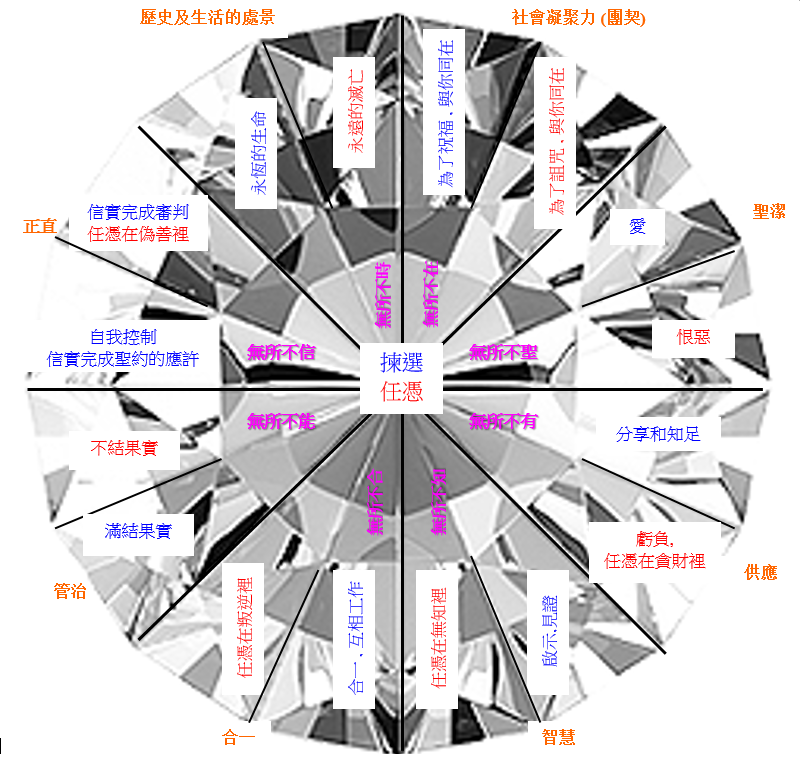 歷史及生活的處景
社會凝聚力 (團契)
永恆的生命
永遠的滅亡
為了祝福，與你同在
為了詛咒，與你同在
正直
信實完成審判
任憑在偽善裡
愛
聖潔
無所不時
無所不在
自我控制
信實完成聖約的應許
無所不信
揀選
任憑
無所不聖
恨惡
不結果實
無所不能
無所不有
分享和知足
滿結果實
無所不合
無所不知
虧負,
任憑在貪財裡
管治
供應
任憑在叛逆裡
合一，互相工作
任憑在無知裡
啟示,見證
合一
智慧